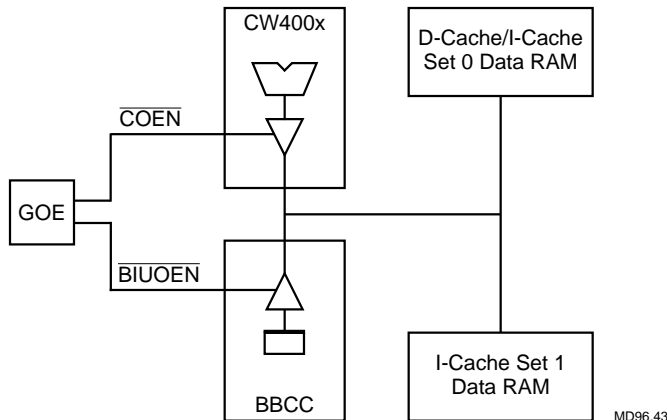 CW400x
D-Cache/I-Cache
Set 0 Data RAM
COEN
GOE
BIUOEN
I-Cache Set 1
Data RAM
BBCC
MD96.43